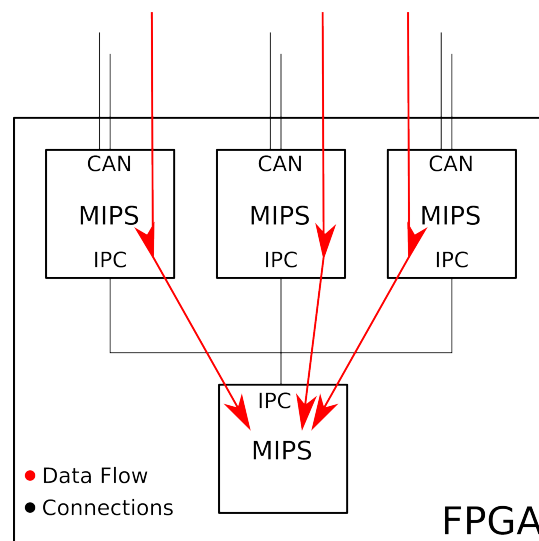 CAN CAN CAN
MIPS MIPS MIPS
IPC IPC IPC
IPC
MIPS
Data Flow
Connections
FPGA